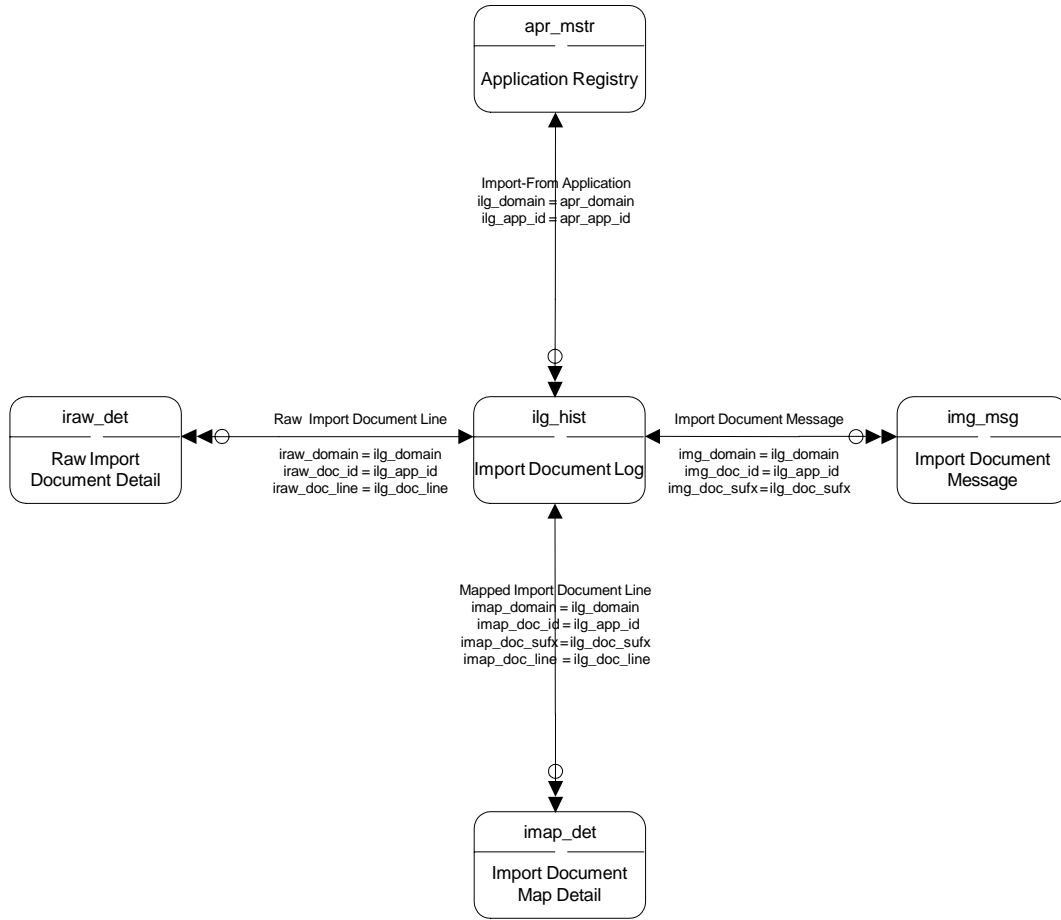 apr_mstr
Application Registry
Import-From Application
ilg_domain = apr_domain
ilg_app_id = apr_app_id
iraw_det
Raw Import
Document Detail
Raw Import Document Line
iraw_domain = ilg_domain
iraw_doc_id = ilg_app_id
iraw_doc_line = ilg_doc_line
ilg_hist
Import Document Log
Import Document Message
img_domain = ilg_domain
img_doc_id = ilg_app_id
img_doc_sufx = ilg_doc_sufx
img_msg
Import Document
Message
Mapped Import Document Line
imap_domain = ilg_domain
imap_doc_id = ilg_app_id
imap_doc_sufx = ilg_doc_sufx
imap_doc_line = ilg_doc_line
imap_det
Import Document
Map Detail